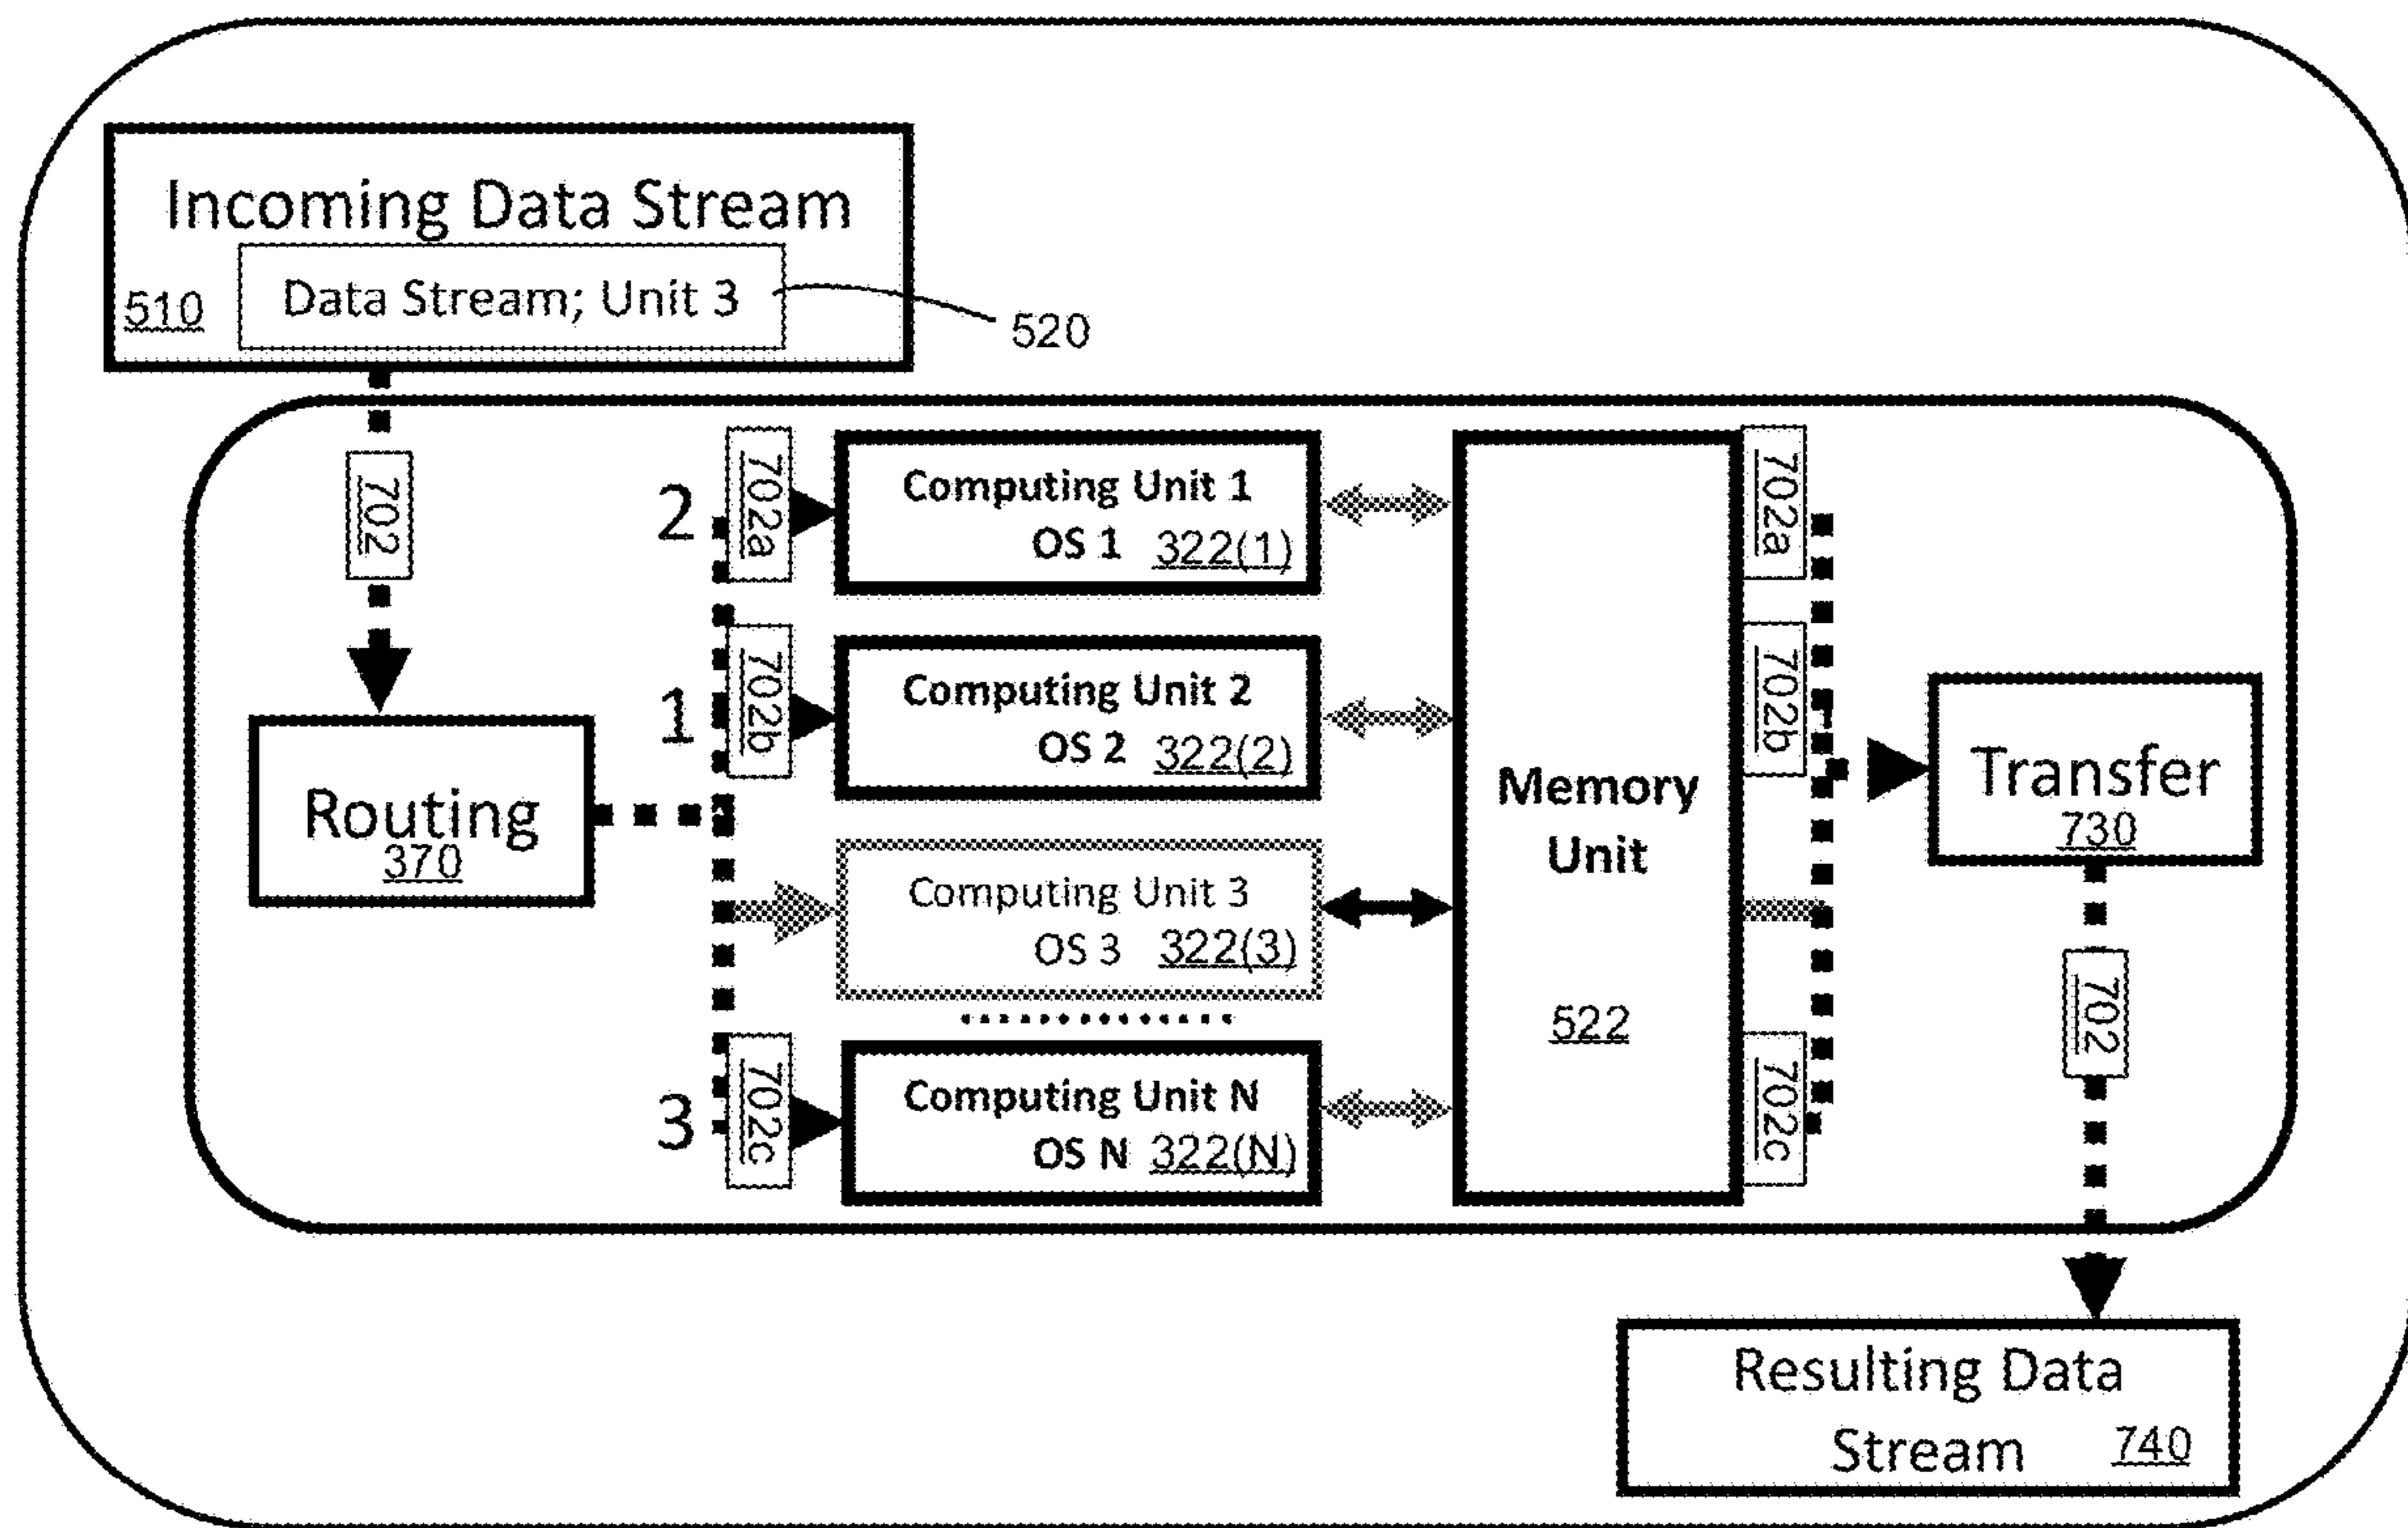 Incoming Data Stream
510
Data Stream; Unit 3
520
702
2
702a
Computing Unit 1
OS 1 322(1)
702a
1
702b
Computing Unit 2
OS 2 322(2)
702b
Routing
370
Computing Unit 3
OS 3 322(3)
Memory
Unit
522
Transfer
730
702
3
702c
Computing Unit N
OS N 322(N)
702c
Resulting Data
Stream 740